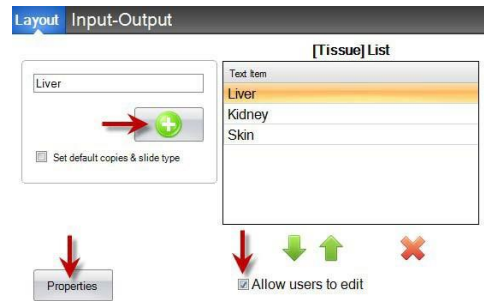 Layout Input-Output
[Tissue] List
Liver
Text Item
Liver
Kidney
Skin
Set default copies & slide type
Properties
Allow users to edit